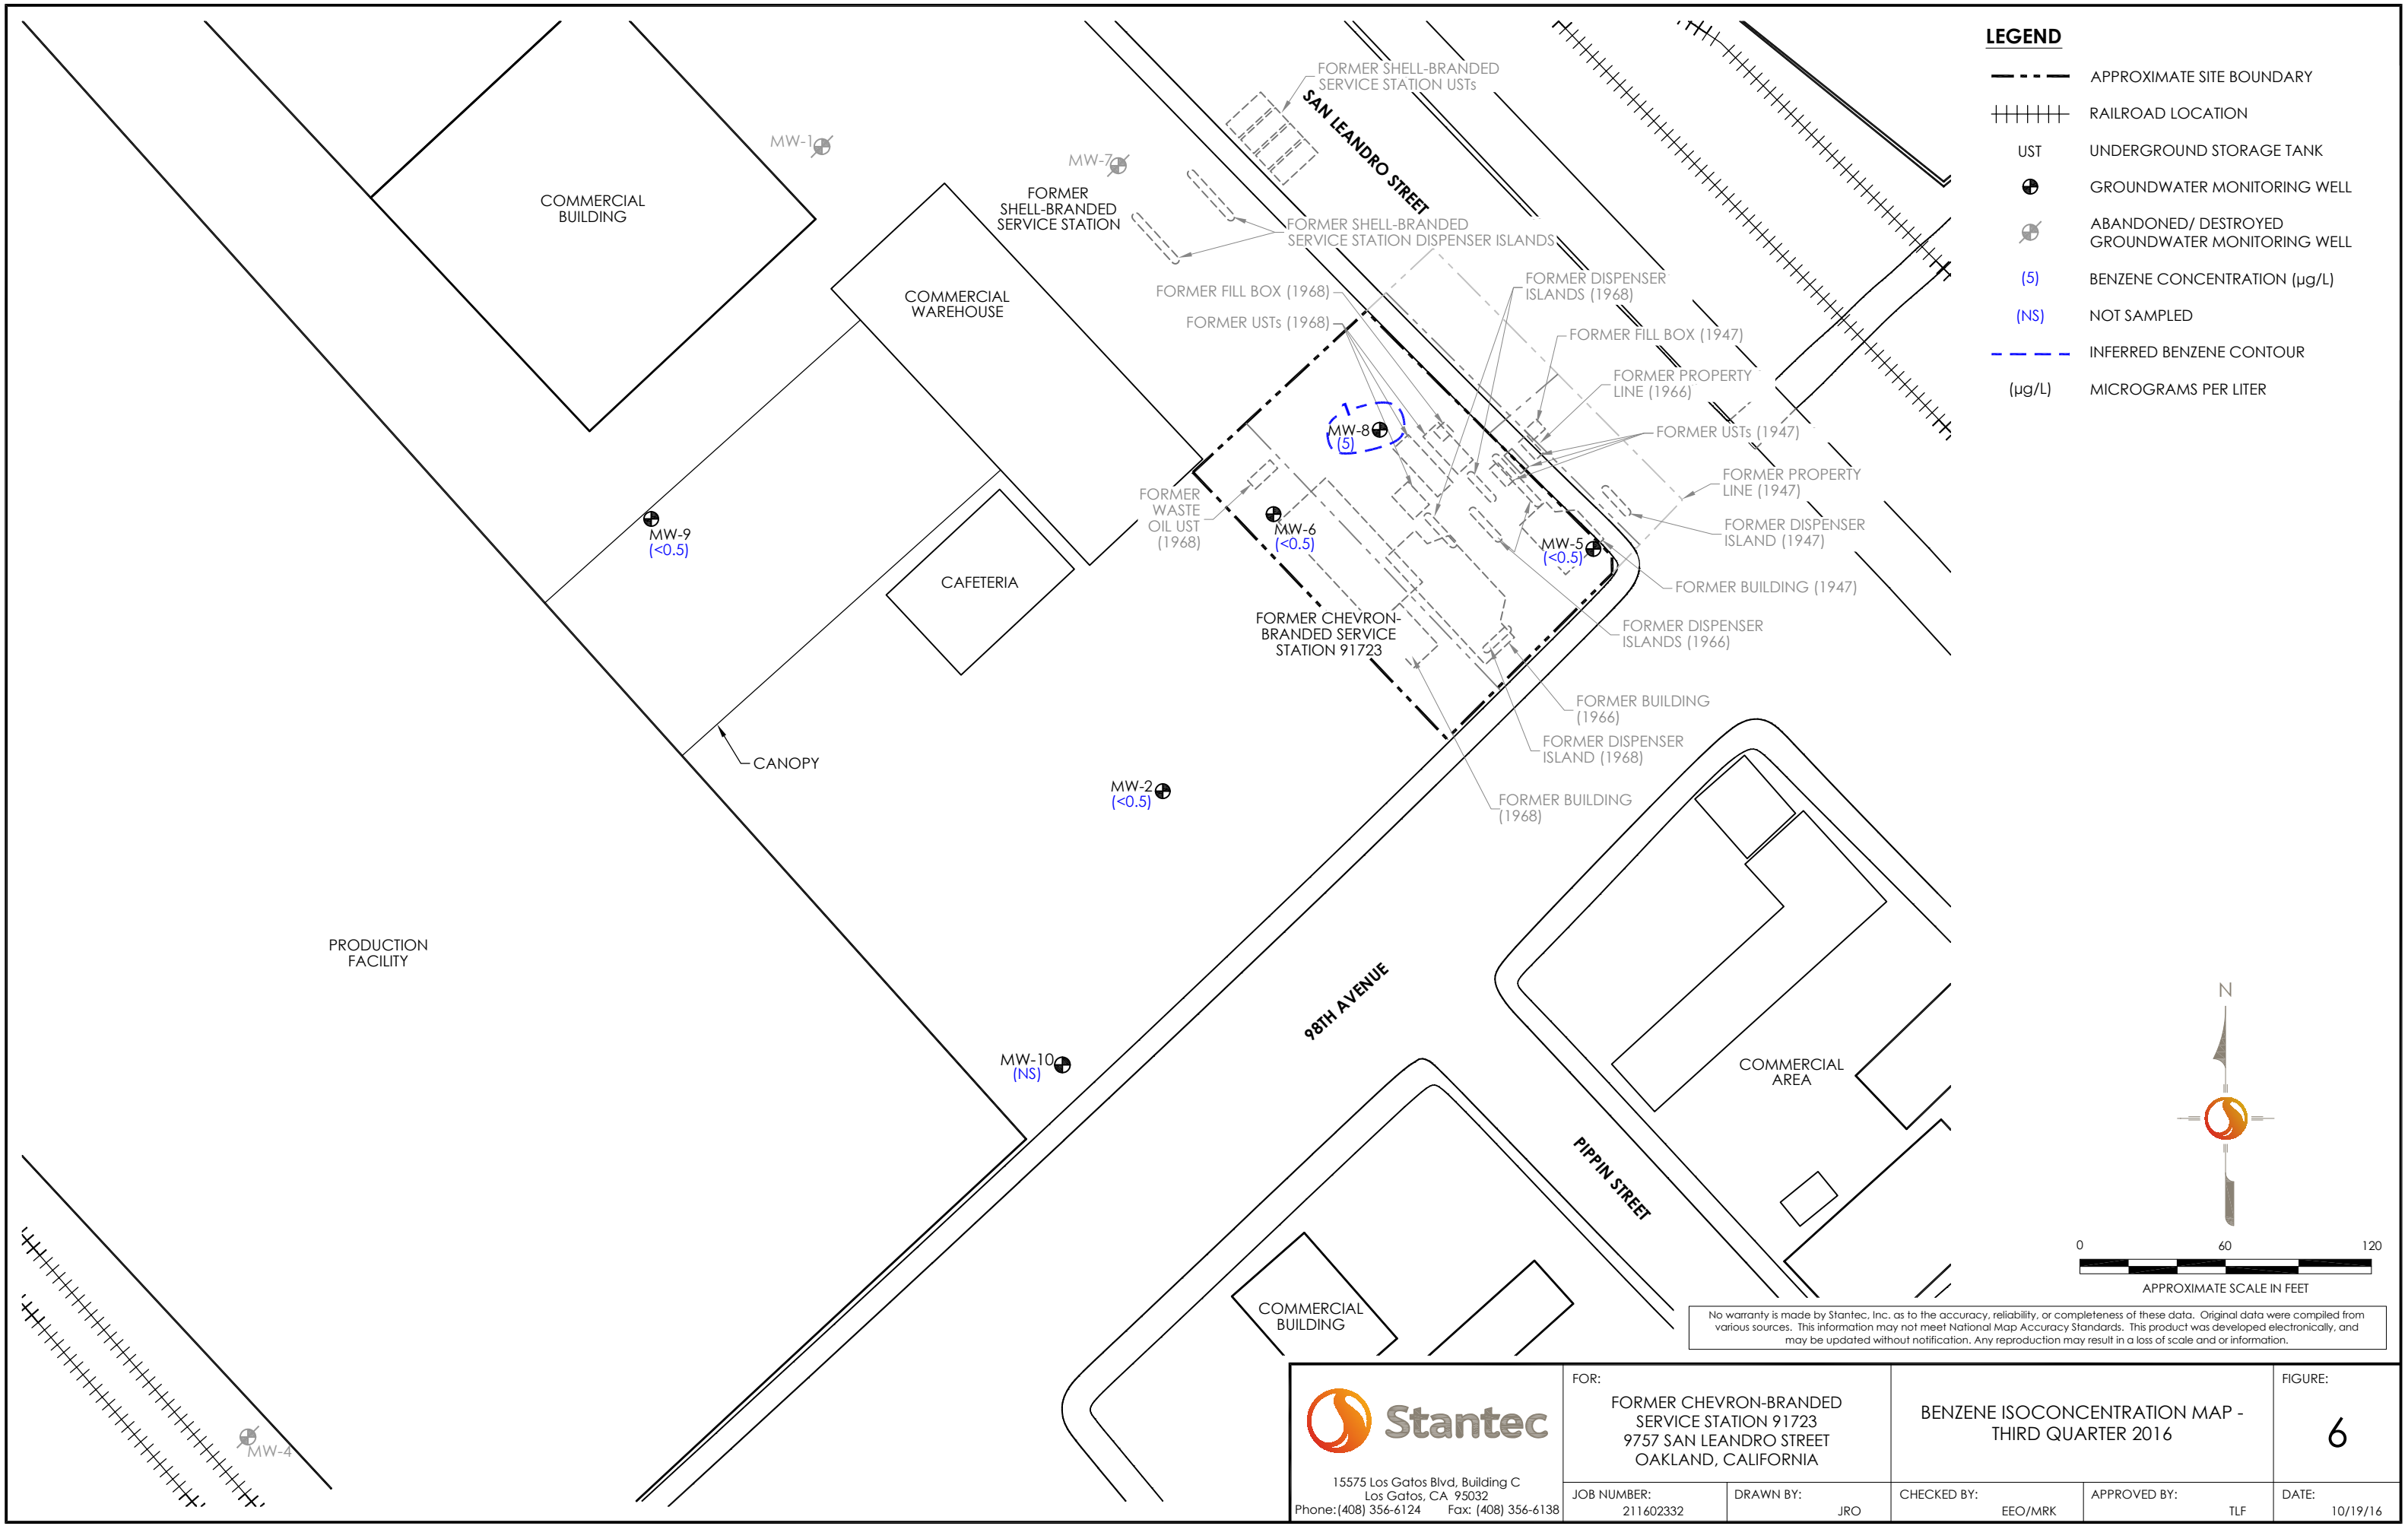 LEGEND
APPROXIMATE SITE BOUNDARY
RAILROAD LOCATION
UST UNDERGROUND STORAGE TANK
GROUNDWATER MONITORING WELL
ABANDONED/ DESTROYED
GROUNDWATER MONITORING WELL
(5) BENZENE CONCENTRATION (µg/L)
(NS) NOT SAMPLED
INFERRED BENZENE CONTOUR
(µg/L) MICROGRAMS PER LITER
FORMER SHELL-BRANDED
SERVICE STATION USTs
SAN LEANDRO STREET
MW-1
MW-7
COMMERCIAL
BUILDING
FORMER
SHELL-BRANDED
SERVICE STATION
FORMER SHELL-BRANDED
SERVICE STATION DISPENSER ISLANDS
COMMERCIAL
WAREHOUSE
FORMER FILL BOX (1968)
FORMER USTs (1968)
FORMER DISPENSER
ISLANDS (1968)
FORMER FILL BOX (1947)
FORMER PROPERTY
LINE (1966)
FORMER USTs (1947)
FORMER PROPERTY
LINE (1947)
FORMER DISPENSER
ISLAND (1947)
1
MW-8
(5)
FORMER
WASTE
OIL UST
(1968)
MW-6
(<0.5)
MW-5
(<0.5)
MW-9
(<0.5)
CAFETERIA
FORMER BUILDING (1947)
FORMER CHEVRON-
BRANDED SERVICE
STATION 91723
FORMER DISPENSER
ISLANDS (1966)
FORMER BUILDING
(1966)
FORMER DISPENSER
ISLAND (1968)
FORMER BUILDING
(1968)
CANOPY
MW-2
(<0.5)
PRODUCTION
FACILITY
98TH AVENUE
MW-10
(NS)
COMMERCIAL
AREA
PIPPIN STREET
COMMERCIAL
BUILDING
MW-4
N
0 60 120
APPROXIMATE SCALE IN FEET
No warranty is made by Stantec, Inc. as to the accuracy, reliability, or completeness of these data. Original data were compiled from
various sources. This information may not meet National Map Accuracy Standards. This product was developed electronically, and
may be updated without notification. Any reproduction may result in a loss of scale and or information.
Stantec
15575 Los Gatos Blvd, Building C
Los Gatos, CA 95032
Phone:(408) 356-6124 Fax: (408) 356-6138
FOR:
FORMER CHEVRON-BRANDED
SERVICE STATION 91723
9757 SAN LEANDRO STREET
OAKLAND, CALIFORNIA
BENZENE ISOCONCENTRATION MAP -
THIRD QUARTER 2016
FIGURE:
6
JOB NUMBER:
211602332
DRAWN BY:
JRO
CHECKED BY:
EEO/MRK
APPROVED BY:
TLF
DATE:
10/19/16